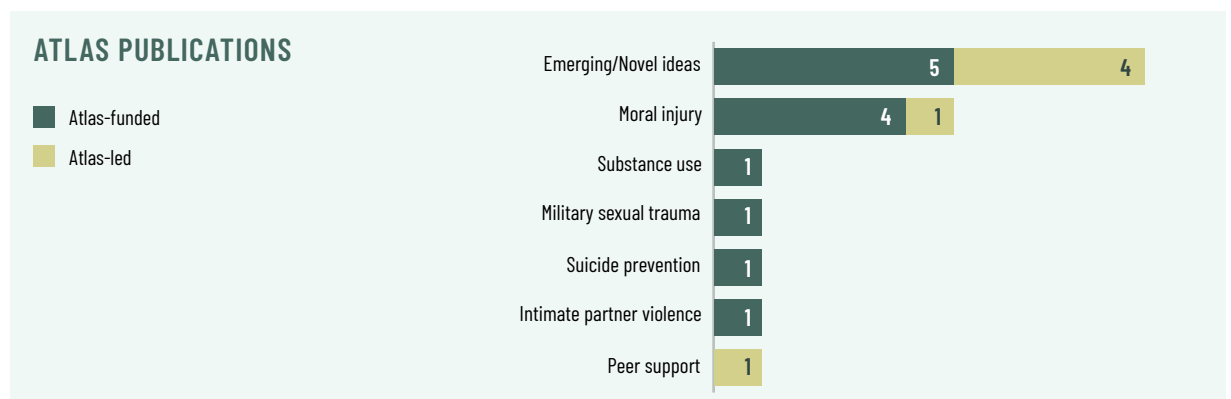 ATLAS PUBLICATIONS
Atlas-funded
Atlas-led
Emerging/Novel ideas 5 4
Moral injury 4 1
Substance use 1
Military sexual trauma 1
Suicide prevention 1
Intimate partner violence 1
Peer support 1